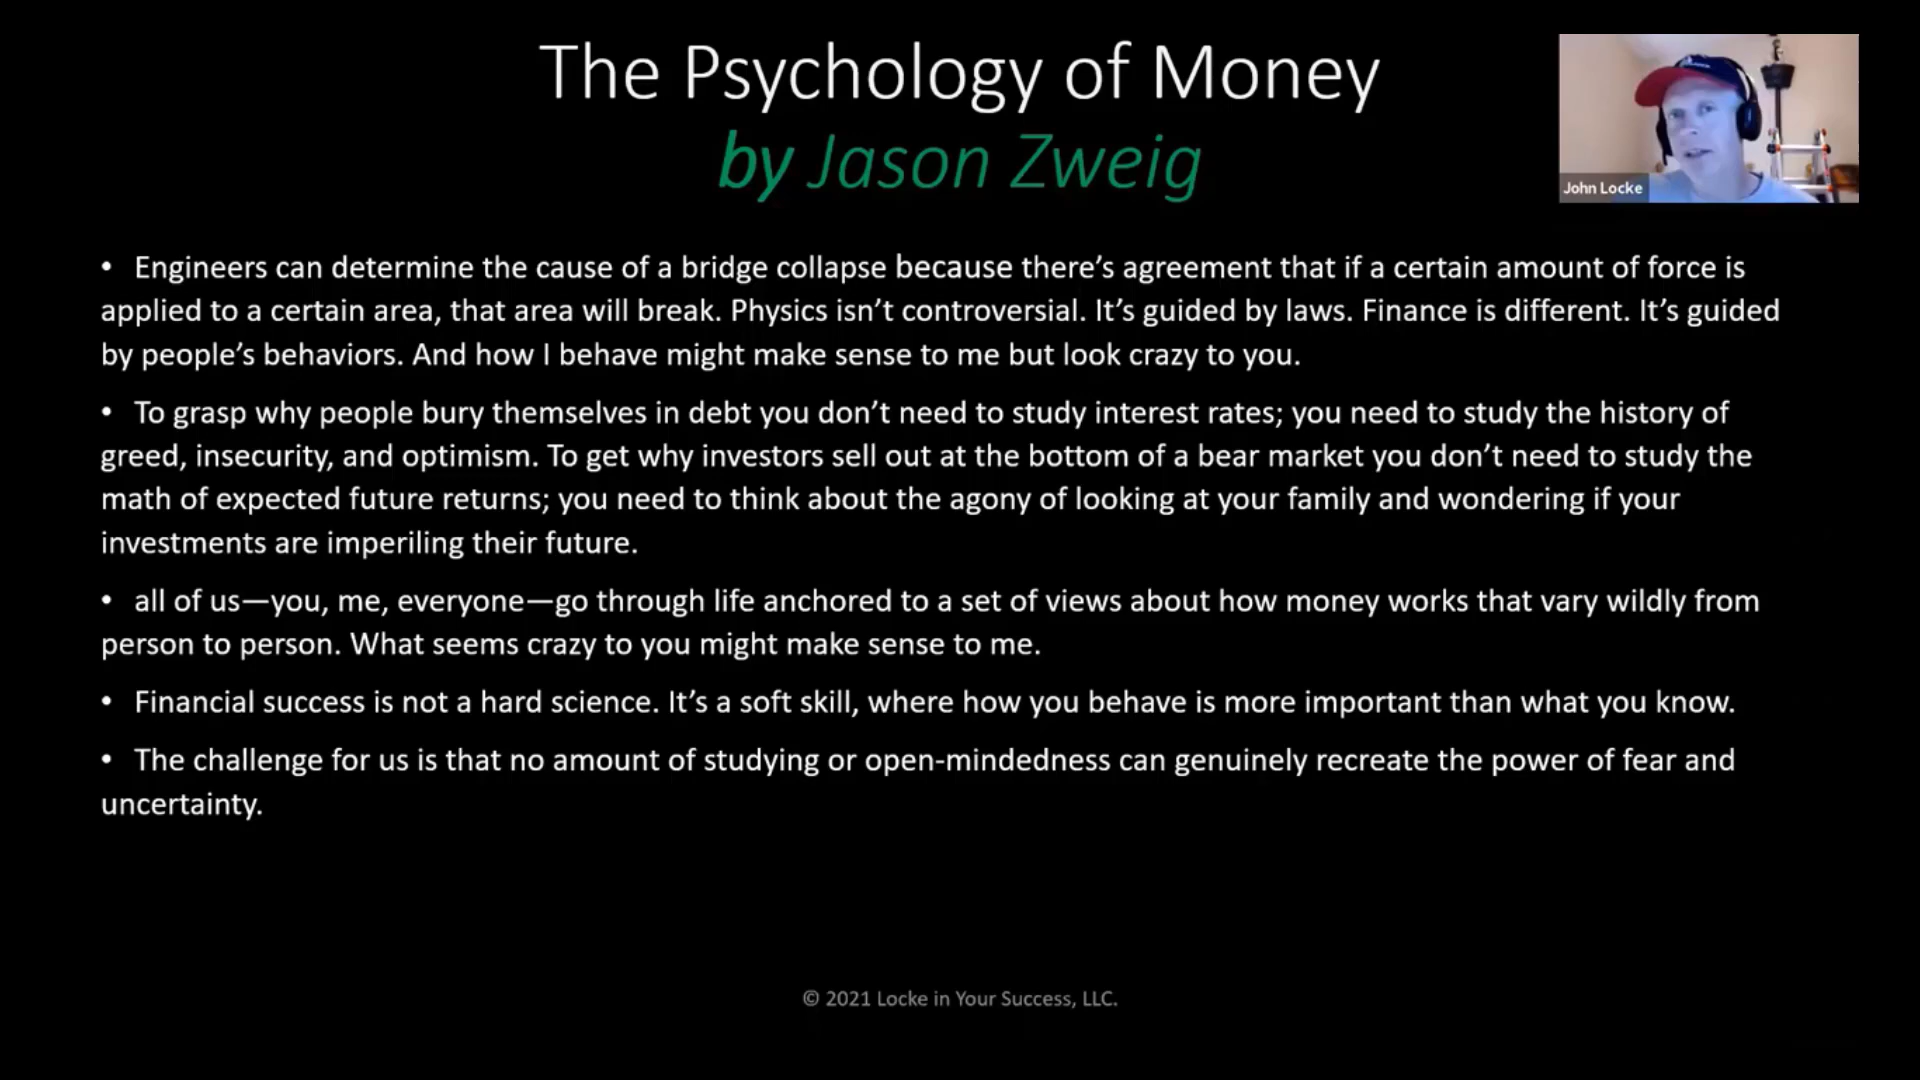 The Psychology of Money
by Jason Zweig
John Locke
• Engineers can determine the cause of a bridge collapse because there’s agreement that if a certain amount of force is
applied to a certain area, that area will break. Physics isn’t controversial. It’s guided by laws. Finance is different. It’s guided
by people’s behaviors. And how I behave might make sense to me but look crazy to you.
• To grasp why people bury themselves in debt you don’t need to study interest rates; you need to study the history of
greed, insecurity, and optimism. To get why investors sell out at the bottom of a bear market you don’t need to study the
math of expected future returns; you need to think about the agony of looking at your family and wondering if your
investments are imperiling their future.
• all of us—you, me, everyone—go through life anchored to a set of views about how money works that vary wildly from
person to person. What seems crazy to you might make sense to me.
• Financial success is not a hard science. It’s a soft skill, where how you behave is more important than what you know.
• The challenge for us is that no amount of studying or open-mindedness can genuinely recreate the power of fear and
uncertainty.
© 2021 Locke in Your Success, LLC.